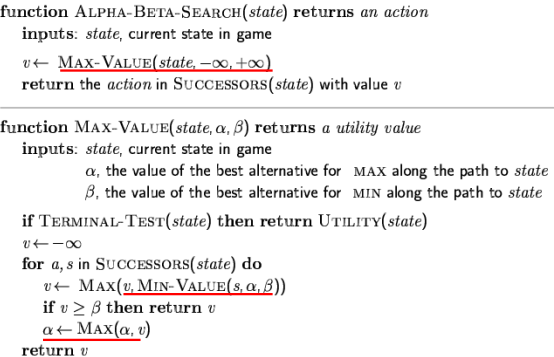 function ALPHA-BETA-SEARCH(state) returns an action
inputs: state, current state in game
v← MAX-VALUE(state, −∞, +∞)
return the action in SUCCESSORS(state) with value v
function MAX-VALUE(state, α, β) returns a utility value
inputs: state, current state in game
α, the value of the best alternative for MAX along the path to state
β, the value of the best alternative for MIN along the path to state
if TERMINAL-TEST(state) then return UTILITY(state)
v←−∞
for a, s in SUCCESSORS(state) do
v← MAX(v, MIN-VALUE(s, α, β))
if v ≥ β then return v
α← MAX(α, v)
return v